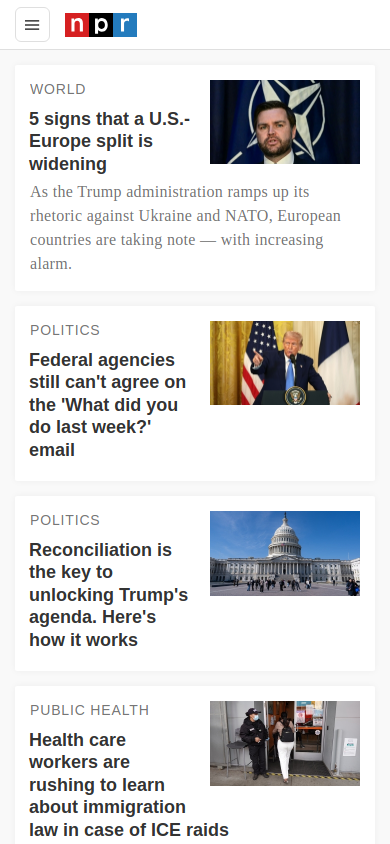 npr
WORLD
5 signs that a U.S.-
Europe split is
widening
As the Trump administration ramps up its
rhetoric against Ukraine and NATO, European
countries are taking note — with increasing
alarm.
POLITICS
Federal agencies
still can't agree on
the 'What did you
do last week?'
email
POLITICS
Reconciliation is
the key to
unlocking Trump's
agenda. Here's
how it works
PUBLIC HEALTH
Health care
workers are
rushing to learn
about immigration
law in case of ICE raids